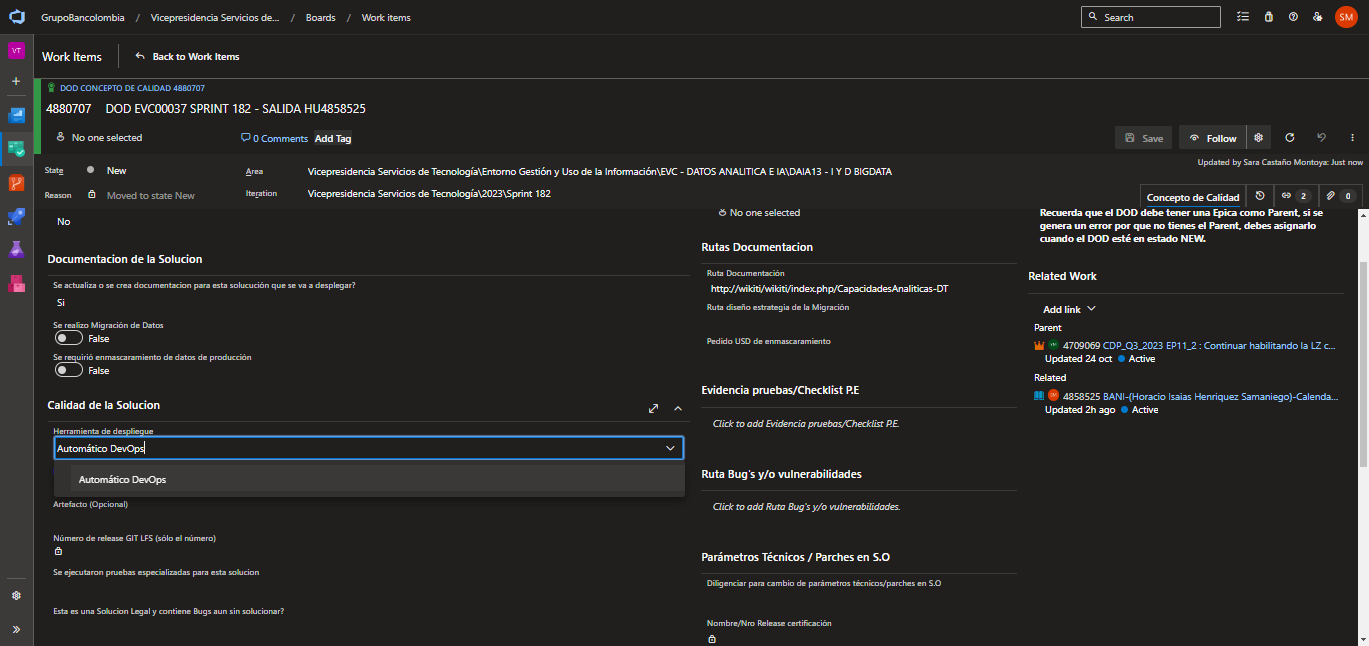 GrupoBancolombia / Vicepresidencia Servicios de... / Boards / Work items
Search
SM
VT
Work Items
Back to Work Items
DOD CONCEPTO DE CALIDAD 4880707
4880707 DOD EVC00037 SPRINT 182 - SALIDA HU4858525
No one selected
0 Comments
Add Tag
Save
Follow
Updated by Sara Castaño Montoya: Just now
State New
Area Vicepresidencia Servicios de Tecnología\Entorno Gestión y Uso de la Información\EVC - DATOS ANALITICA E IA\DAIA13 - I Y D BIGDATA
Reason Moved to state New
Iteration Vicepresidencia Servicios de Tecnología\2023\Sprint 182
Concepto de Calidad
2
0
No
Documentacion de la Solucion
Se actualiza o se crea documentacion para esta solucución que se va a desplegar?
Si
Se realizo Migración de Datos
False
Se requirió enmascaramiento de datos de producción
False
Calidad de la Solucion
Herramienta de despliegue
Automático DevOps
Automático DevOps
Artefacto (Opcional)
Número de release GIT LFS (sólo el número)
Se ejecutaron pruebas especializadas para esta solucion
Esta es una Solucion Legal y contiene Bugs aun sin solucionar?
No one selected
Rutas Documentacion
Ruta Documentación
http://wikiti/wikiti/index.php/CapacidadesAnaliticas-DT
Ruta diseño estrategia de la Migración
Pedido USD de enmascaramiento
Evidencia pruebas/Checklist P.E
Click to add Evidencia pruebas/Checklist P.E.
Ruta Bug's y/o vulnerabilidades
Click to add Ruta Bug's y/o vulnerabilidades.
Parámetros Técnicos / Parches en S.O
Diligenciar para cambio de parámetros técnicos/parches en S.O
Nombre/Nro Release certificación
Recuerda que el DOD debe tener una Epica como Parent, si se
genera un error por que no tienes el Parent, debes asignarlo
cuando el DOD esté en estado NEW.
Related Work
Add link
Parent
4709069 CDP_Q3_2023 EP11_2 : Continuar habilitando la LZ c...
Updated 24 oct Active
Related
4858525 BANI-(Horacio Isaias Henriquez Samaniego)-Calenda...
Updated 2h ago Active